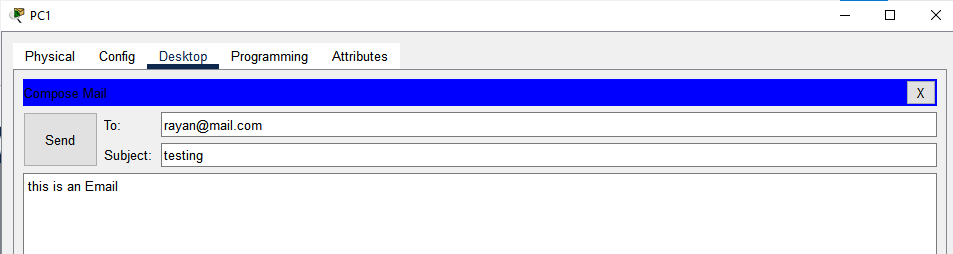 PC1
Physical Config Desktop Programming Attributes
Compose Mail X
Send
To: rayan@mail.com
Subject: testing
this is an Email